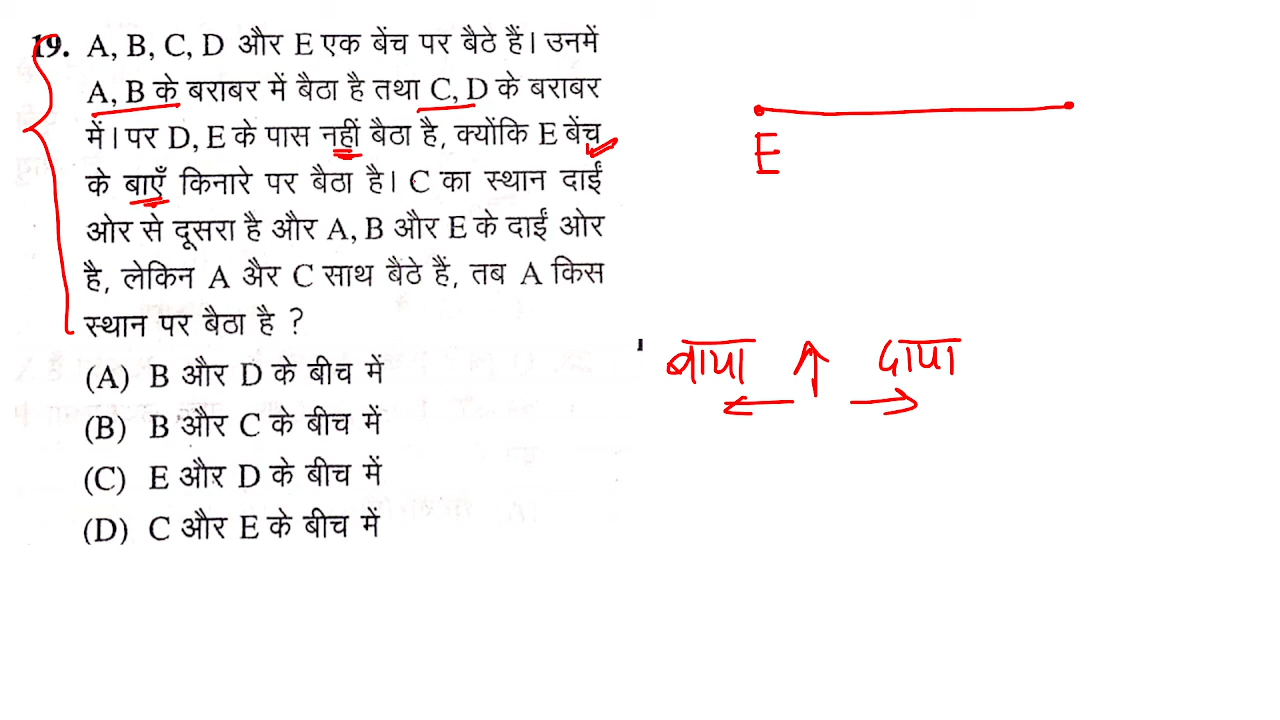 19. A, B, C, D और E एक बेंच पर बैठे हैं। उनमें
A, B के बराबर में बैठा है तथा C, D के बराबर
में। पर D, E के पास नहीं बैठा है, क्योंकि E बेंच
के बाएँ किनारे पर बैठा है। C का स्थान दाईं
ओर से दूसरा है और A, B और E के दाईं ओर
है, लेकिन A अैर C साथ बैठे हैं, तब A किस
स्थान पर बैठा है ?
(A) B और D के बीच में
(B) B और C के बीच में
(C) E और D के बीच में
(D) C और E के बीच में
E
बाया दाया